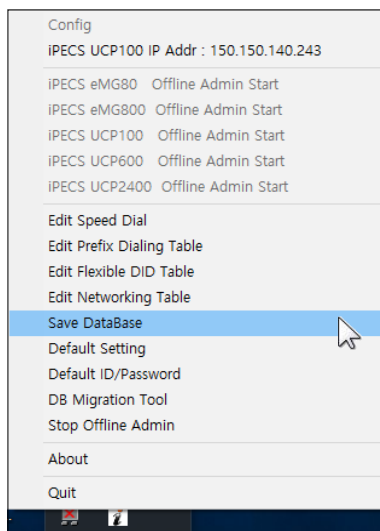 Config
iPECS UCP100 IP Addr : 150.150.140.243
iPECS eMG80 Offline Admin Start
iPECS eMG800 Offline Admin Start
iPECS UCP100 Offline Admin Start
iPECS UCP600 Offline Admin Start
iPECS UCP2400 Offline Admin Start
Edit Speed Dial
Edit Prefix Dialing Table
Edit Flexible DID Table
Edit Networking Table
Save DataBase
Default Setting
Default ID/Password
DB Migration Tool
Stop Offline Admin
About
Quit